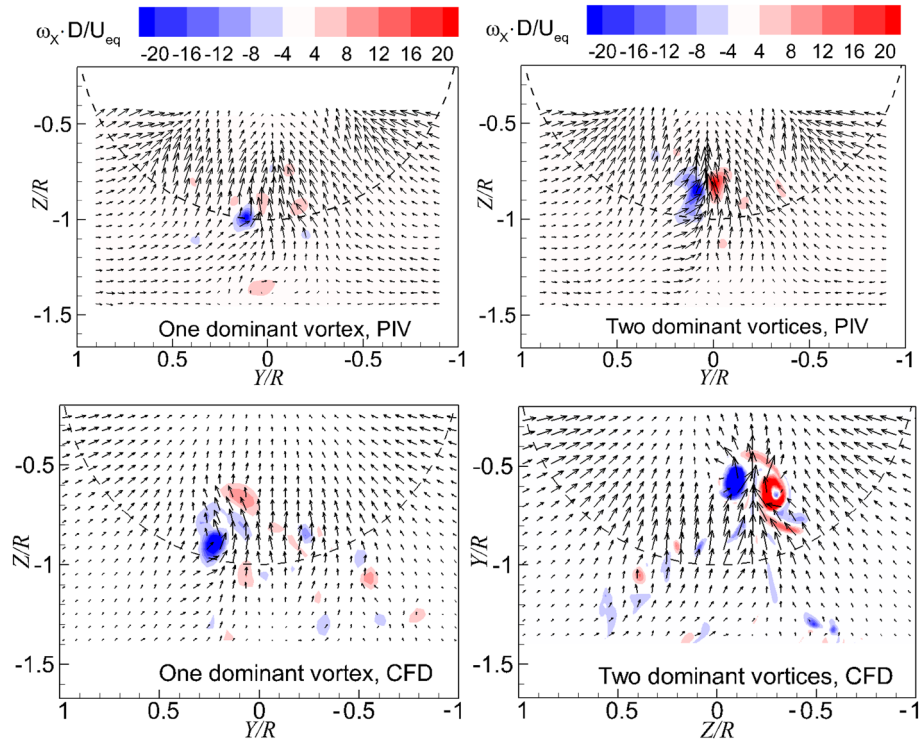 ω_X·D/U_eq
-20 -16 -12 -8 -4 4 8 12 16 20
ω_X·D/U_eq
-20 -16 -12 -8 -4 4 8 12 16 20
Z/R
-0.5
-1
-1.5
One dominant vortex, PIV
1 0.5 0 -0.5 -1
Y/R
Z/R
-0.5
-1
-1.5
Two dominant vortices, PIV
1 0.5 0 -0.5 -1
Y/R
Z/R
-0.5
-1
-1.5
One dominant vortex, CFD
1 0.5 0 -0.5 -1
Y/R
Y/R
-0.5
-1
-1.5
Two dominant vortices, CFD
1 0.5 0 -0.5 -1
Z/R